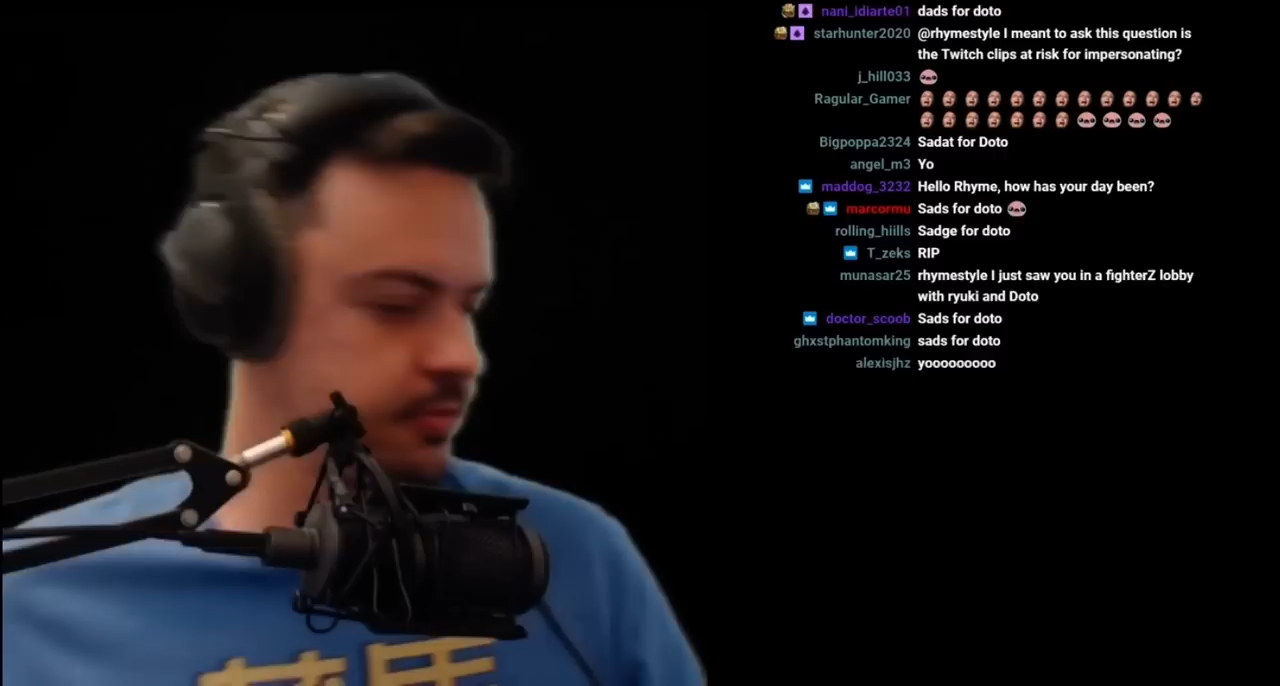 nani_idiarte01 dads for doto
starhunter2020 @rhymestyle I meant to ask this question is
the Twitch clips at risk for impersonating?
j_hill033
Ragular_Gamer
Bigpoppa2324 Sadat for Doto
angel_m3 Yo
maddog_3232 Hello Rhyme, how has your day been?
marcormu Sads for doto
rolling_hiills Sadge for doto
T_zeks RIP
munasar25 rhymestyle I just saw you in a fighterZ lobby
with ryuki and Doto
doctor_scoob Sads for doto
ghxstphantomking sads for doto
alexisjhz yooooooooo